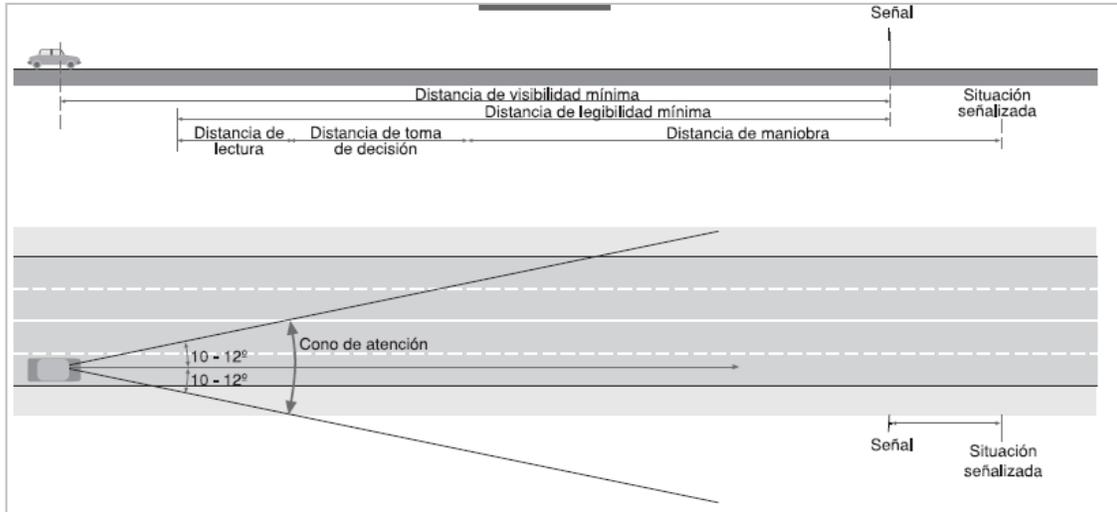 Señal
Distancia de visibilidad mínima
Situación
señalizada
Distancia de legibilidad mínima
Distancia de
lectura
Distancia de toma
de decisión
Distancia de maniobra
Cono de atención
10 - 12º
10 - 12º
Señal
Situación
señalizada